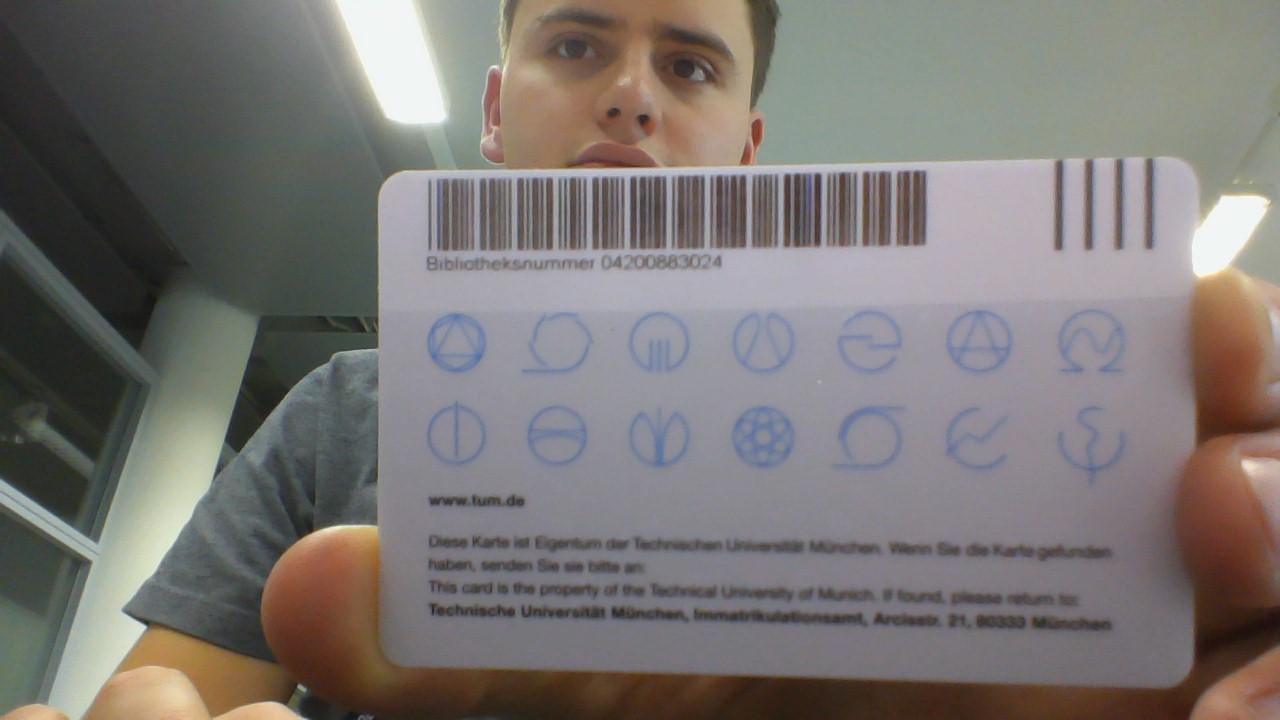 Bibliotheksnummer 04200883024
www.tum.de
Diese Karte ist Eigentum der Technischen Universität München. Wenn Sie die Karte gefunden
haben, senden Sie sie bitte an:
This card is the property of the Technical University of Munich. If found, please return to:
Technische Universität München, Immatrikulationsamt, Arcisstr. 21, 80333 München